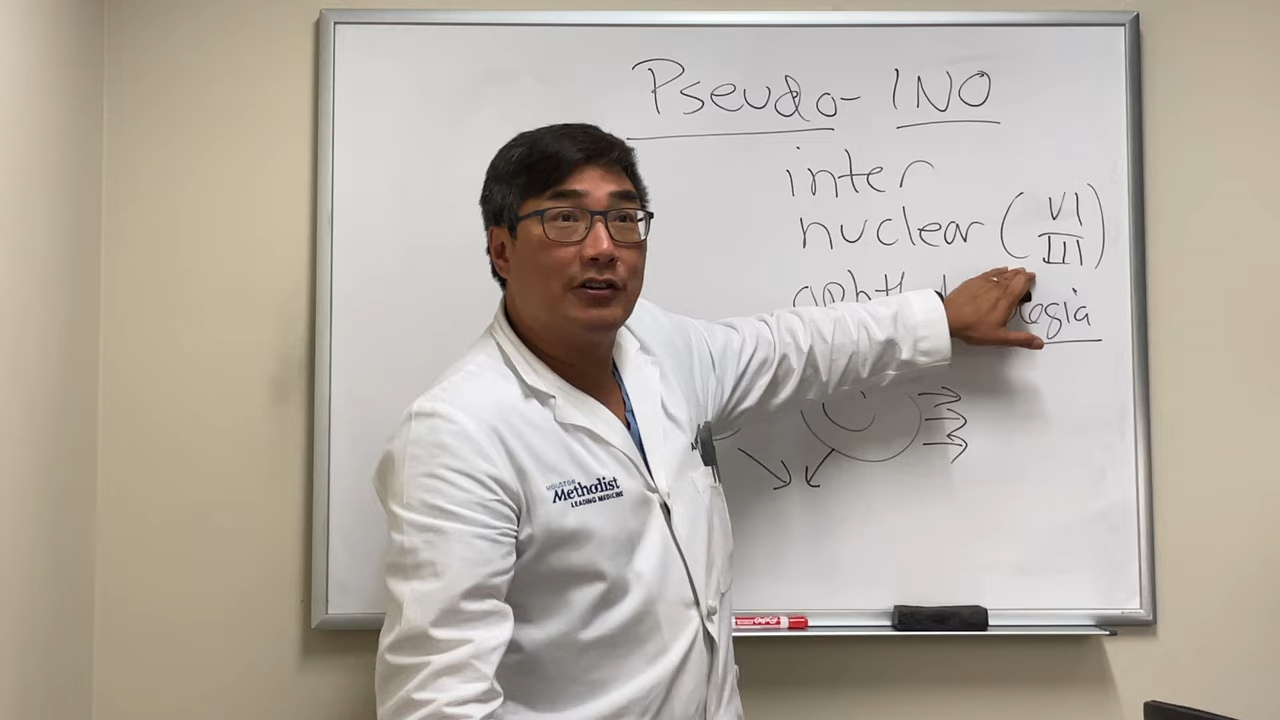 Pseudo- INO
inter
nuclear ( VI
III )
HOUSTON
Methodist
LEADING MEDICINE